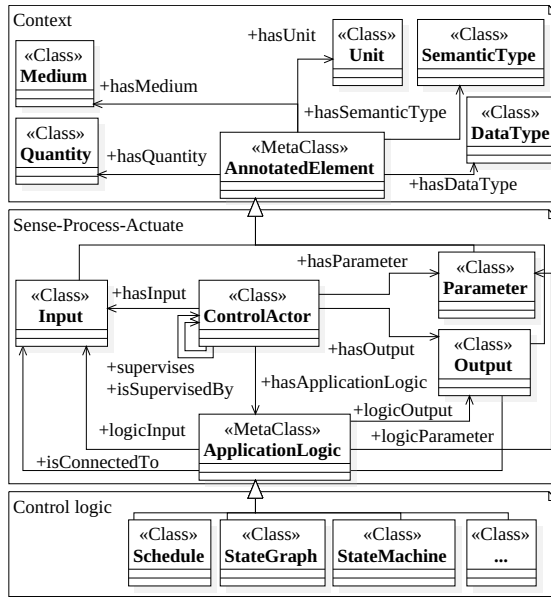 Context
«Class»
Medium
+hasMedium
+hasUnit
«Class»
Unit
«Class»
SemanticType
+hasSemanticType
«Class»
Quantity
+hasQuantity
«MetaClass»
AnnotatedElement
«Class»
DataType
+hasDataType
Sense-Process-Actuate
«Class»
Input
+hasInput
«Class»
ControlActor
+hasParameter
«Class»
Parameter
+supervises
+isSupervisedBy
+hasOutput
«Class»
Output
+hasApplicationLogic
+logicInput
«MetaClass»
ApplicationLogic
+logicOutput
+logicParameter
+isConnectedTo
Control logic
«Class»
Schedule
«Class»
StateGraph
«Class»
StateMachine
«Class»
...